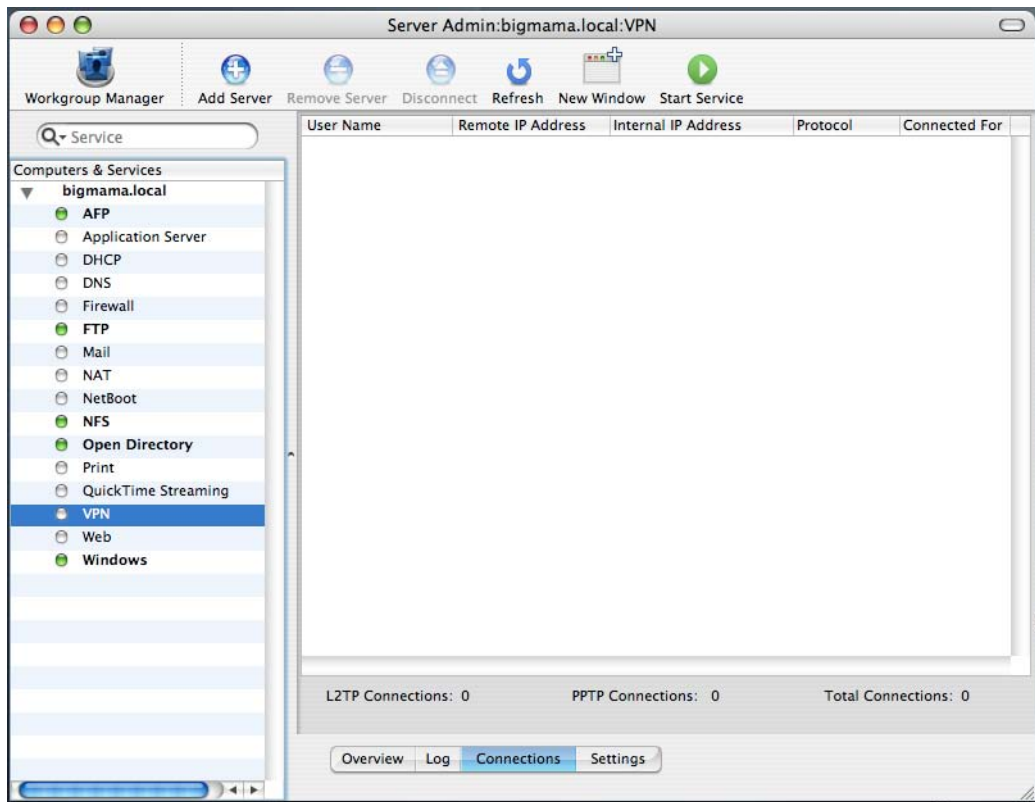 Server Admin:bigmama.local:VPN
Workgroup Manager
Add Server
Remove Server
Disconnect
Refresh
New Window
Start Service
Service
Computers & Services
bigmama.local
AFP
Application Server
DHCP
DNS
Firewall
FTP
Mail
NAT
NetBoot
NFS
Open Directory
Print
QuickTime Streaming
VPN
Web
Windows
User Name
Remote IP Address
Internal IP Address
Protocol
Connected For
L2TP Connections: 0
PPTP Connections: 0
Total Connections: 0
Overview
Log
Connections
Settings